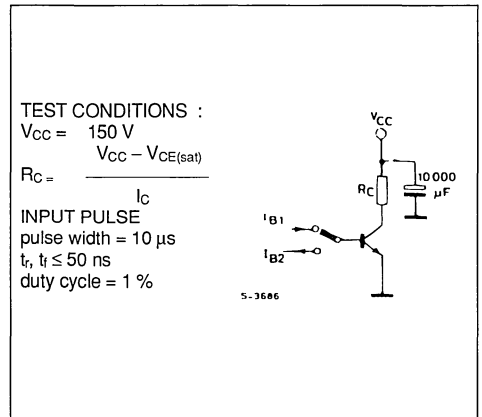 TEST CONDITIONS :
VCC = 150 V
VCC – VCE(sat)
RC =
IC
INPUT PULSE
pulse width = 10 μs
tr, tf ≤ 50 ns
duty cycle = 1 %
VCC
RC
10 000
μF
IB1
IB2
S-3686